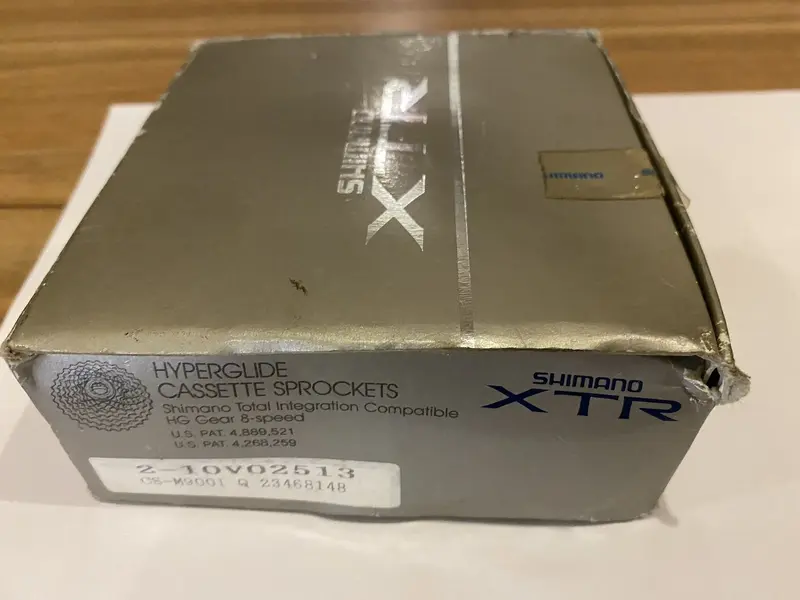 SHIMANO
XTR
SHIMANO
HYPERGLIDE
CASSETTE SPROCKETS
Shimano Total Integration Compatible
HG Gear 8-speed
U.S. PAT. 4,889,521
U.S. PAT. 4,268,259
SHIMANO
XTR
2-10V02513
CS-M900I Q 23468148